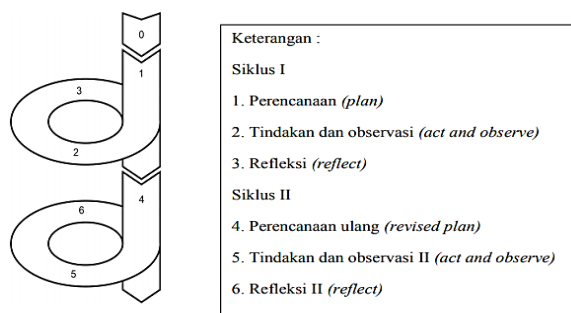 0
1
3
2
4
6
5
Keterangan :
Siklus I
1. Perencanaan (plan)
2. Tindakan dan observasi (act and observe)
3. Refleksi (reflect)
Siklus II
4. Perencanaan ulang (revised plan)
5. Tindakan dan observasi II (act and observe)
6. Refleksi II (reflect)